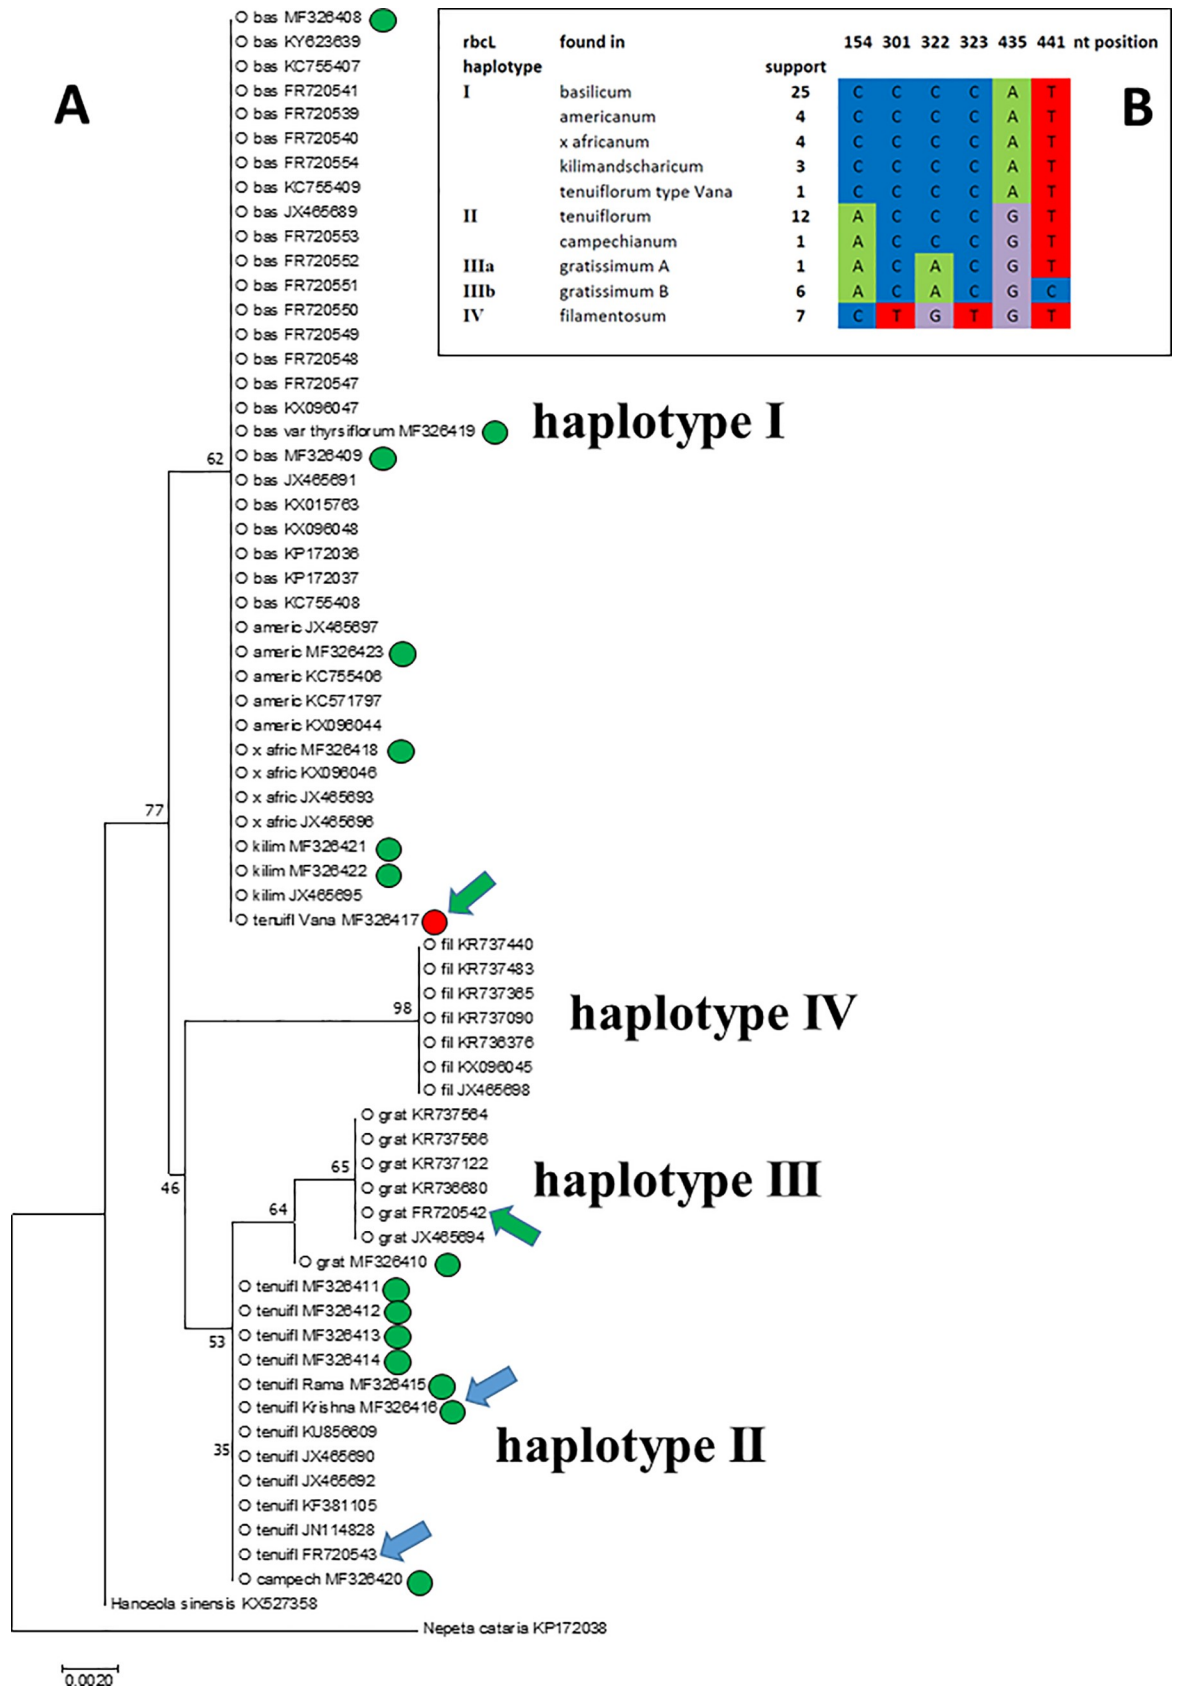 A
O bas MF326408
O bas KY623639
O bas KC755407
O bas FR720541
O bas FR720539
O bas FR720540
O bas FR720554
O bas KC755409
O bas JX465689
O bas FR720553
O bas FR720552
O bas FR720551
O bas FR720550
O bas FR720549
O bas FR720548
O bas FR720547
O bas KX096047
O bas var thyrsiflorum MF326419
O bas MF326409
O bas JX465691
O bas KX015763
O bas KX096048
O bas KP172036
O bas KP172037
O bas KC755408
O americ JX465697
O americ MF326423
O americ KC755406
O americ KC571797
O americ KX096044
O x afric MF326418
O x afric KX096046
O x afric JX465693
O x afric JX465696
O kilim MF326421
O kilim MF326422
O kilim JX465695
O tenuifl Vana MF326417
62
77
haplotype I
O fil KR737440
O fil KR737483
O fil KR737365
O fil KR737090
O fil KR736376
O fil KX096045
O fil JX465698
98
46
haplotype IV
O grat KR737564
O grat KR737566
O grat KR737122
O grat KR736680
O grat FR720542
O grat JX465694
O grat MF326410
65
64
haplotype III
O tenuifl MF326411
O tenuifl MF326412
O tenuifl MF326413
O tenuifl MF326414
O tenuifl Rama MF326415
O tenuifl Krishna MF326416
O tenuifl KU856609
O tenuifl JX465690
O tenuifl JX465692
O tenuifl KF381105
O tenuifl JN114828
O tenuifl FR720543
O campech MF326420
53
35
haplotype II
Hanceola sinensis KX527358
Nepeta cataria KP172038
0.0020
B
rbcL found in 154 301 322 323 435 441 nt position
haplotype support
I basilicum 25 C C C C A T
americanum 4 C C C C A T
x africanum 4 C C C C A T
kilimandscharicum 3 C C C C A T
tenuiflorum type Vana 1 C C C C A T
II tenuiflorum 12 A C C C G T
campechianum 1 A C C C G T
IIIa gratissimum A 1 A C A C G T
IIIb gratissimum B 6 A C A C G C
IV filamentosum 7 C T G T G T